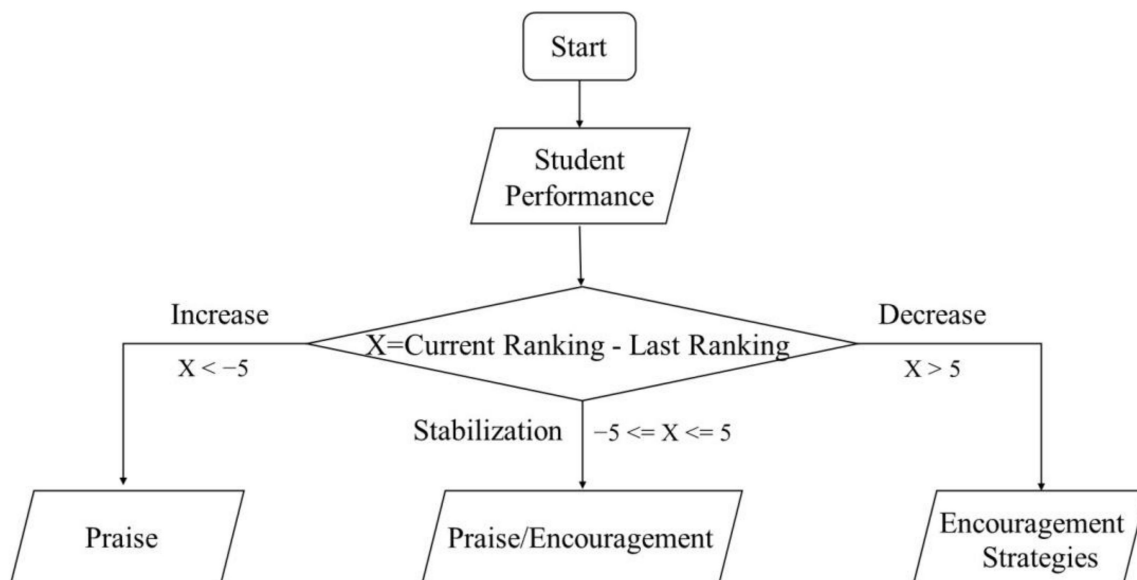 Start
Student
Performance
Increase
Decrease
X=Current Ranking - Last Ranking
X < −5
X > 5
Stabilization
−5 <= X <= 5
Praise
Praise/Encouragement
Encouragement
Strategies